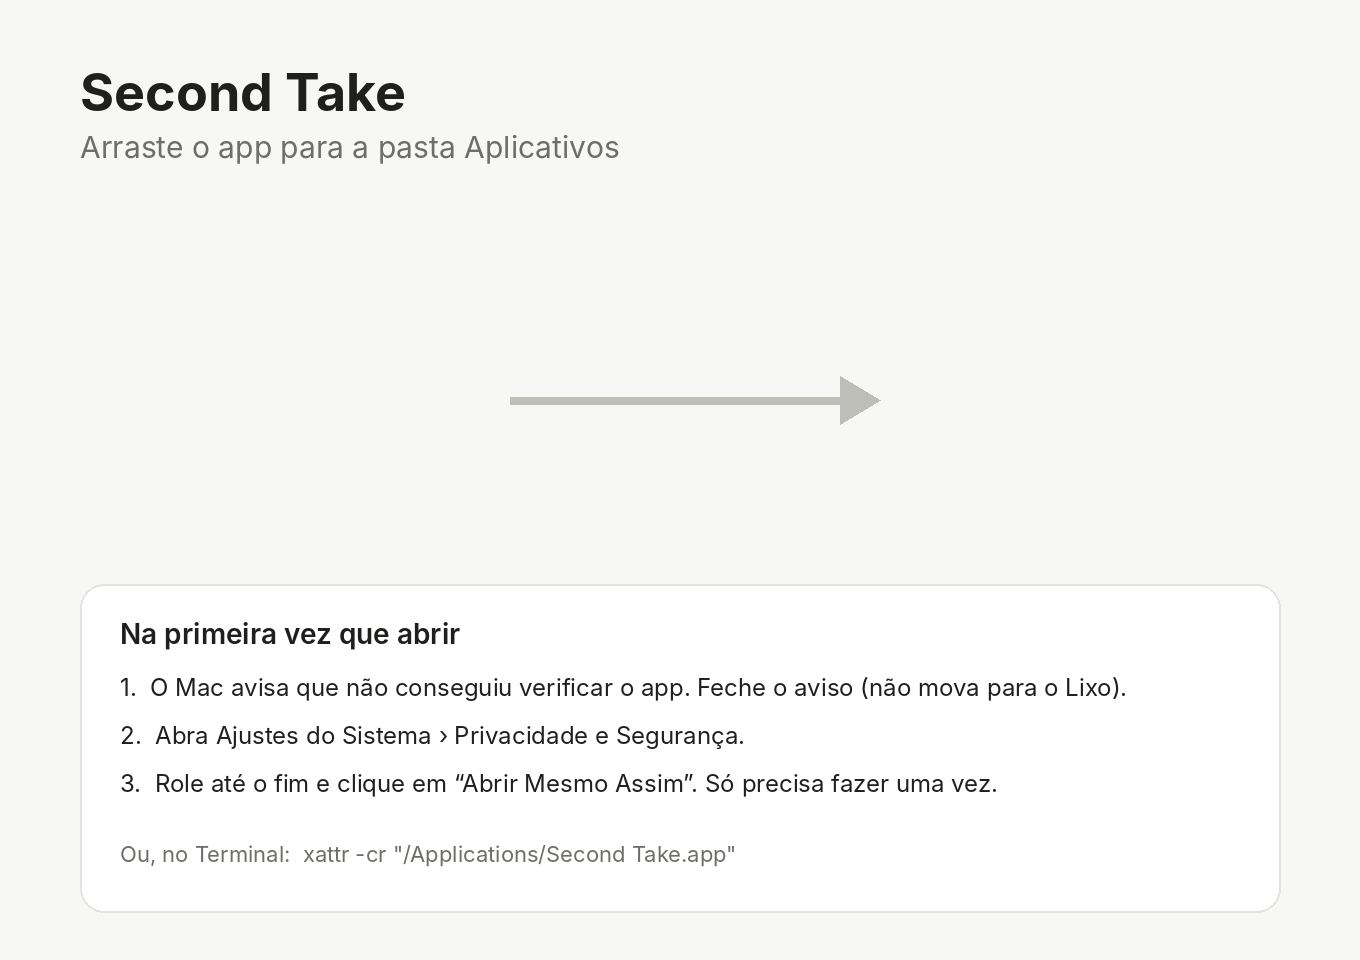 Second Take
Arraste o app para a pasta Aplicativos
Na primeira vez que abrir
1. O Mac avisa que não conseguiu verificar o app. Feche o aviso (não mova para o Lixo).
2. Abra Ajustes do Sistema › Privacidade e Segurança.
3. Role até o fim e clique em “Abrir Mesmo Assim”. Só precisa fazer uma vez.
Ou, no Terminal: xattr -cr "/Applications/Second Take.app"